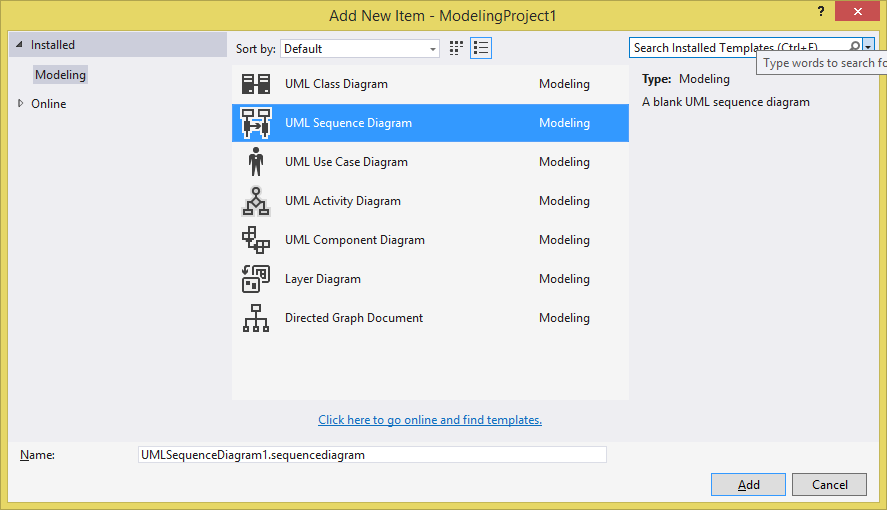 Add New Item - ModelingProject1
?
Installed
Modeling
Online
Sort by: Default
Search Installed Templates (Ctrl+E)
Type words to search fo
UML Class Diagram Modeling
UML Sequence Diagram Modeling
UML Use Case Diagram Modeling
UML Activity Diagram Modeling
UML Component Diagram Modeling
Layer Diagram Modeling
Directed Graph Document Modeling
Type: Modeling
A blank UML sequence diagram
Click here to go online and find templates.
Name: UMLSequenceDiagram1.sequencediagram
Add Cancel